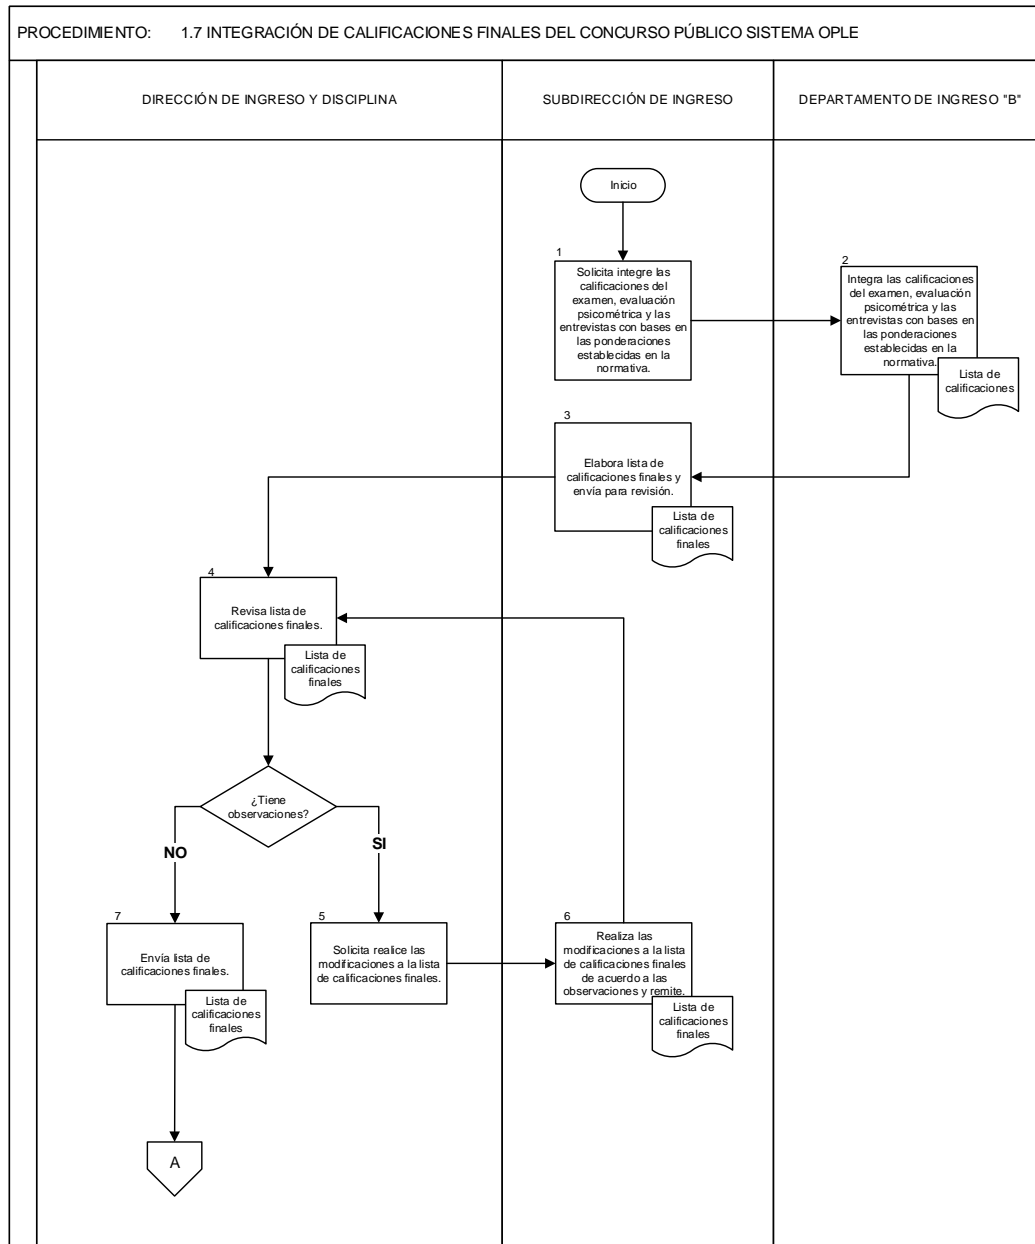 PROCEDIMIENTO: 1.7 INTEGRACIÓN DE CALIFICACIONES FINALES DEL CONCURSO PÚBLICO SISTEMA OPLE
DIRECCIÓN DE INGRESO Y DISCIPLINA
SUBDIRECCIÓN DE INGRESO
DEPARTAMENTO DE INGRESO "B"
Inicio
1
Solicita integre las
calificaciones del
examen, evaluación
psicométrica y las
entrevistas con bases en
las ponderaciones
establecidas en la
normativa.
2
Integra las calificaciones
del examen, evaluación
psicométrica y las
entrevistas con bases en
las ponderaciones
establecidas en la
normativa.
Lista de
calificaciones
3
Elabora lista de
calificaciones finales y
envía para revisión.
Lista de
calificaciones
finales
4
Revisa lista de
calificaciones finales.
Lista de
calificaciones
finales
¿Tiene
observaciones?
NO
SI
7
Envía lista de
calificaciones finales.
Lista de
calificaciones
finales
5
Solicita realice las
modificaciones a la lista
de calificaciones finales.
6
Realiza las
modificaciones a la lista
de calificaciones finales
de acuerdo a las
observaciones y remite.
Lista de
calificaciones
finales
A